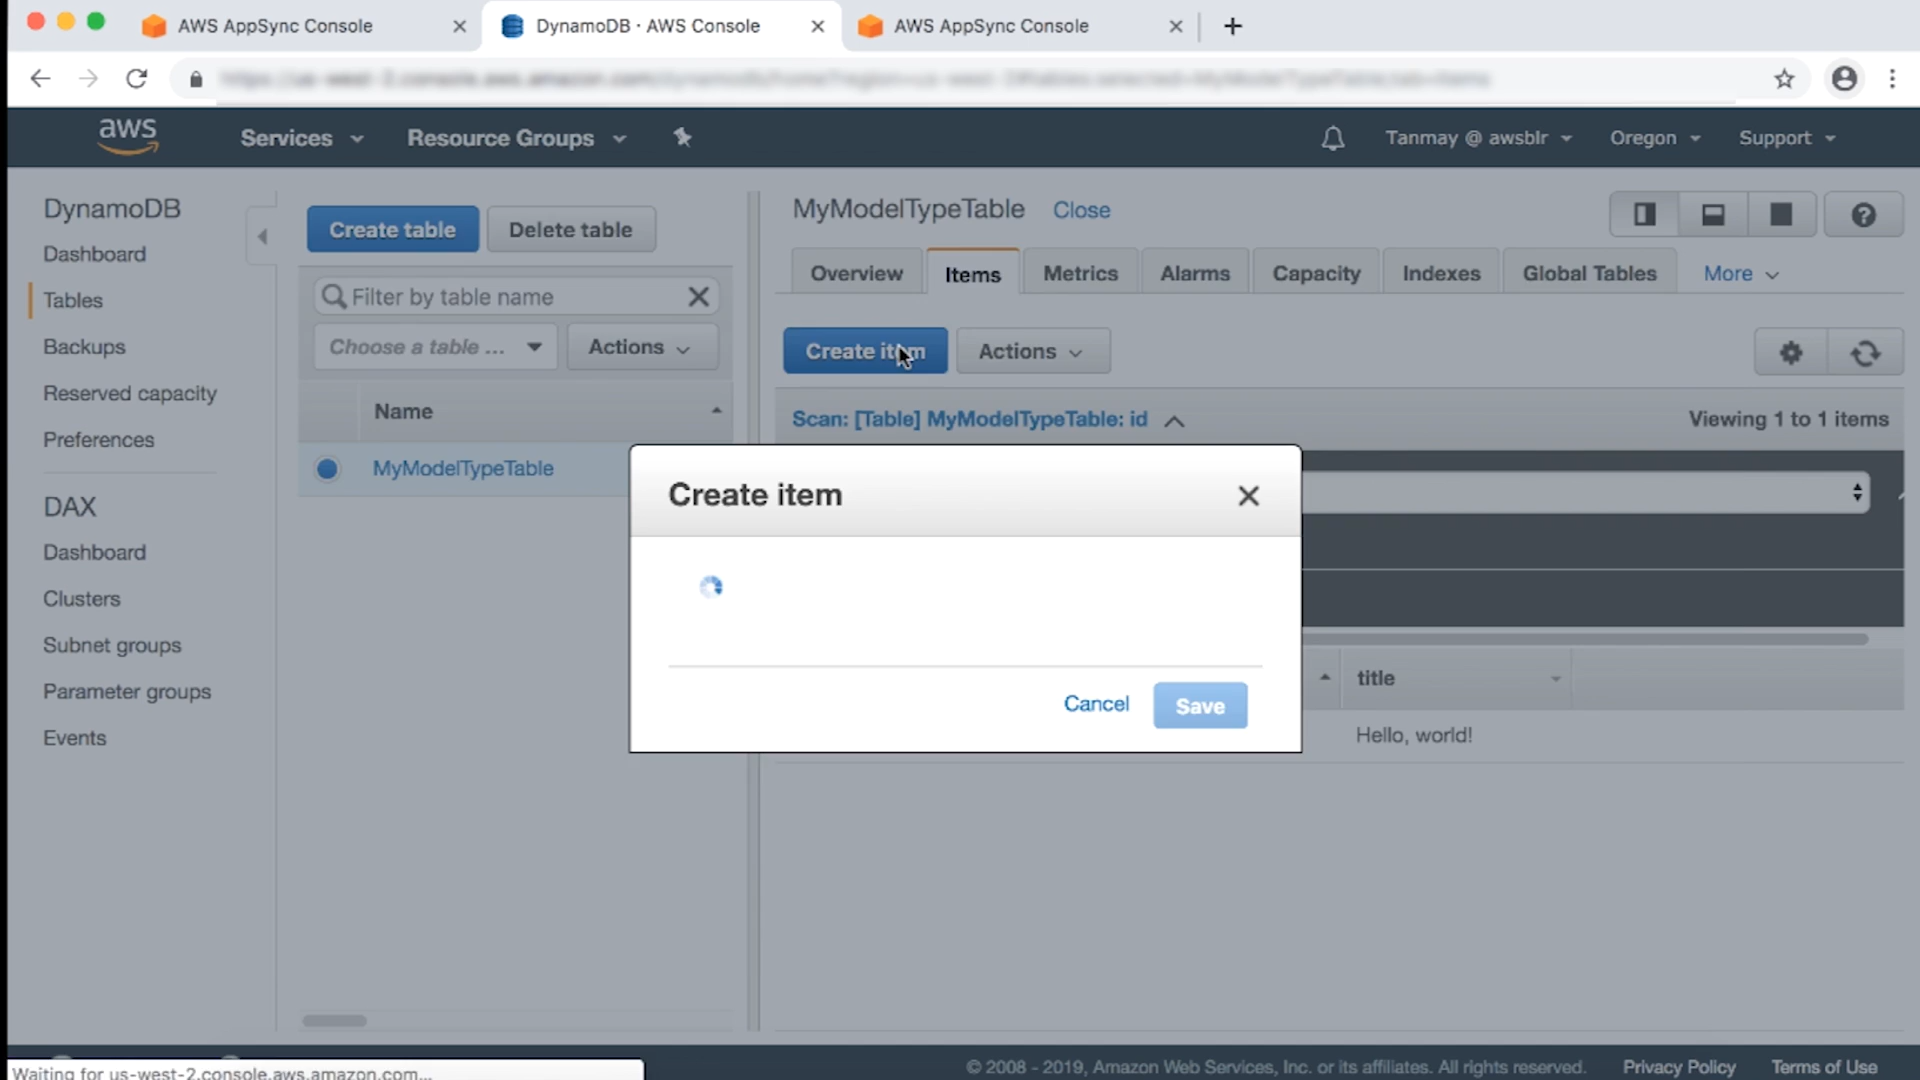 AWS AppSync Console
DynamoDB · AWS Console
AWS AppSync Console
aws
Services
Resource Groups
Tanmay @ awsblr
Oregon
Support
DynamoDB
Dashboard
Tables
Backups
Reserved capacity
Preferences
DAX
Dashboard
Clusters
Subnet groups
Parameter groups
Events
Create table
Delete table
Filter by table name
Choose a table ...
Actions
Name
MyModelTypeTable
MyModelTypeTable
Close
Overview
Items
Metrics
Alarms
Capacity
Indexes
Global Tables
More
Create item
Actions
Scan: [Table] MyModelTypeTable: id
Viewing 1 to 1 items
Create item
Cancel
Save
title
Hello, world!
Waiting for us-west-2.console.aws.amazon.com...
© 2008 - 2019, Amazon Web Services, Inc. or its affiliates. All rights reserved.
Privacy Policy
Terms of Use